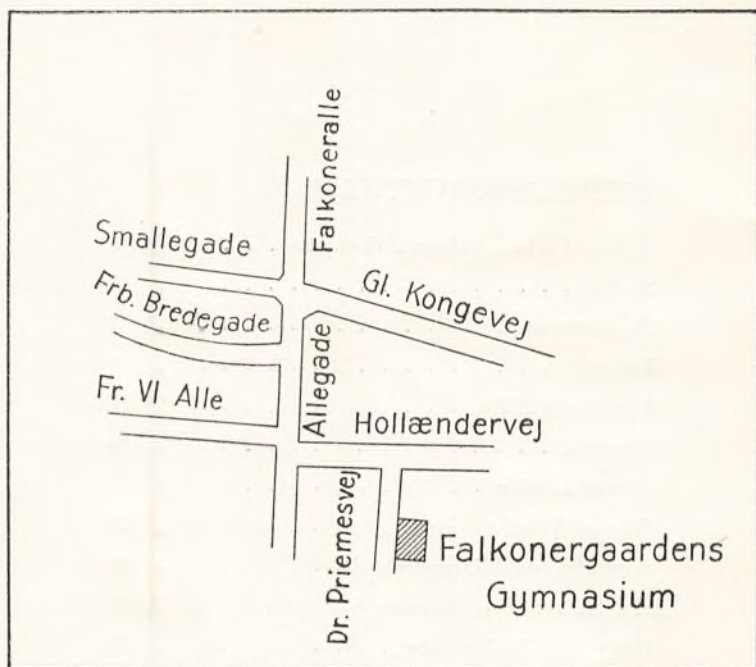 Falkoneralle
Smallegade
Gl. Kongevej
Frb. Bredegade
Allegade
Fr. VI Alle
Hollændervej
Dr. Priemesvej
Falkonergaardens
Gymnasium